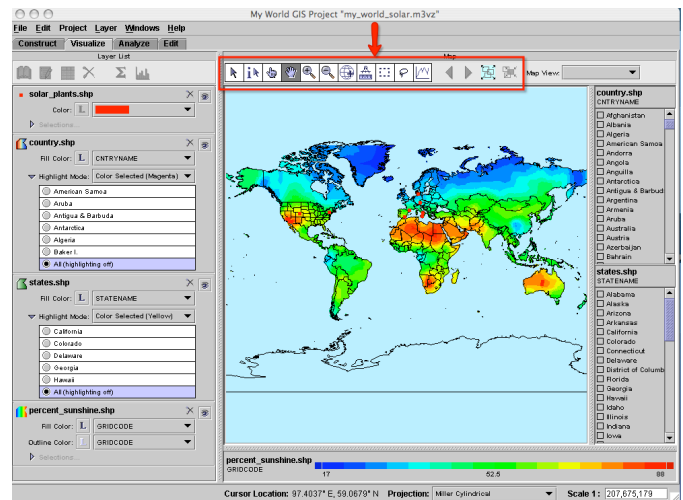 My World GIS Project "my_world_solar.m3vz"
File Edit Project Layer Windows Help
Construct Visualize Analyze Edit
Layer List
Map
Map View:
solar_plants.shp
Color: L
Selections...
country.shp
Fill Color: L CNTRYNAME
Highlight Mode: Color Selected (Magenta)
American Samoa
Aruba
Antigua & Barbuda
Antarctica
Algeria
Baker I.
All (highlighting off)
states.shp
Fill Color: L STATENAME
Highlight Mode: Color Selected (Yellow)
California
Colorado
Delaware
Georgia
Hawaii
All (highlighting off)
percent_sunshine.shp
Fill Color: L GRIDCODE
Outline Color: L GRIDCODE
Selections...
country.shp
CNTRYNAME
Afghanistan
Albania
Algeria
American Samoa
Andorra
Angola
Anguilla
Antarctica
Antigua & Barbud
Argentina
Armenia
Aruba
Australia
Austria
Azerbaijan
Bahrain
states.shp
STATENAME
Alabama
Alaska
Arizona
Arkansas
California
Colorado
Connecticut
Delaware
District of Columb
Florida
Georgia
Hawaii
Idaho
Illinois
Indiana
Iowa
percent_sunshine.shp
GRIDCODE
17 52.5 88
Cursor Location: 97.4037° E, 59.0679° N Projection: Miller Cylindrical Scale 1: 207,675,179